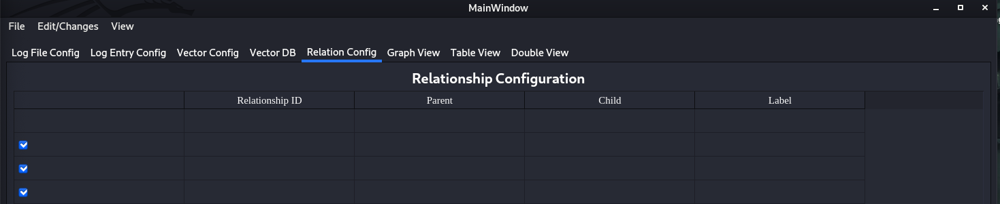 MainWindow
File Edit/Changes View
Log File Config Log Entry Config Vector Config Vector DB Relation Config Graph View Table View Double View
Relationship Configuration
Relationship ID Parent Child Label